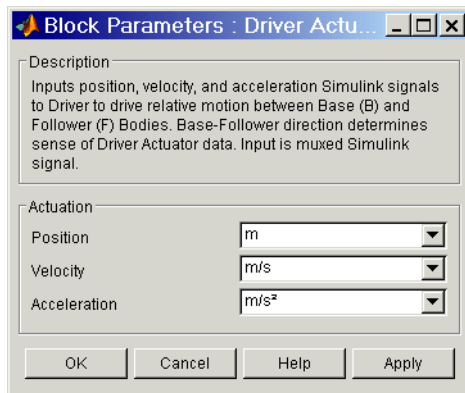 Block Parameters : Driver Actu...
Description
Inputs position, velocity, and acceleration Simulink signals
to Driver to drive relative motion between Base (B) and
Follower (F) Bodies. Base-Follower direction determines
sense of Driver Actuator data. Input is muxed Simulink
signal.
Actuation
Position m
Velocity m/s
Acceleration m/s²
OK Cancel Help Apply